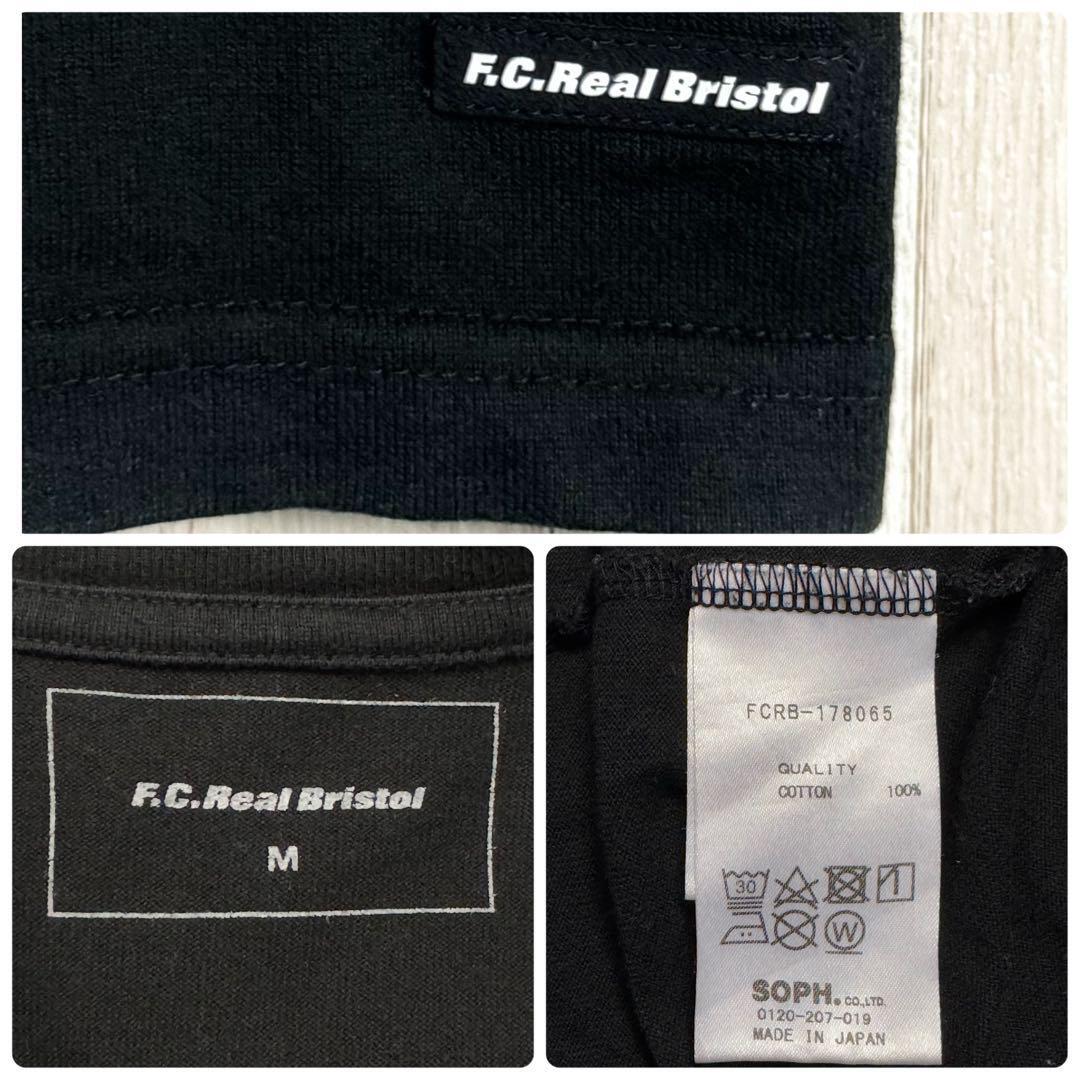 F.C.Real Bristol
F.C.Real Bristol
M
FCRB-178065
QUALITY
COTTON 100%
30
W
SOPH. CO.,LTD.
0120-207-019
MADE IN JAPAN